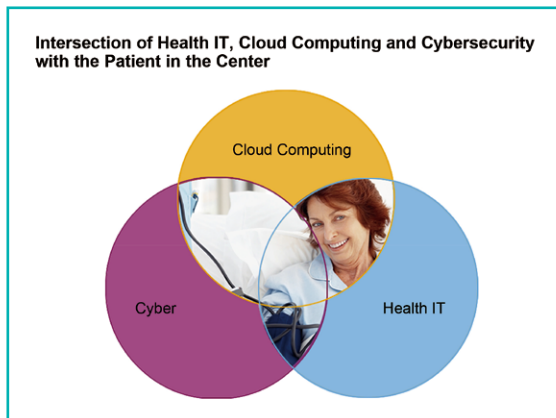 Intersection of Health IT, Cloud Computing and Cybersecurity
with the Patient in the Center
Cloud Computing
Cyber
Health IT